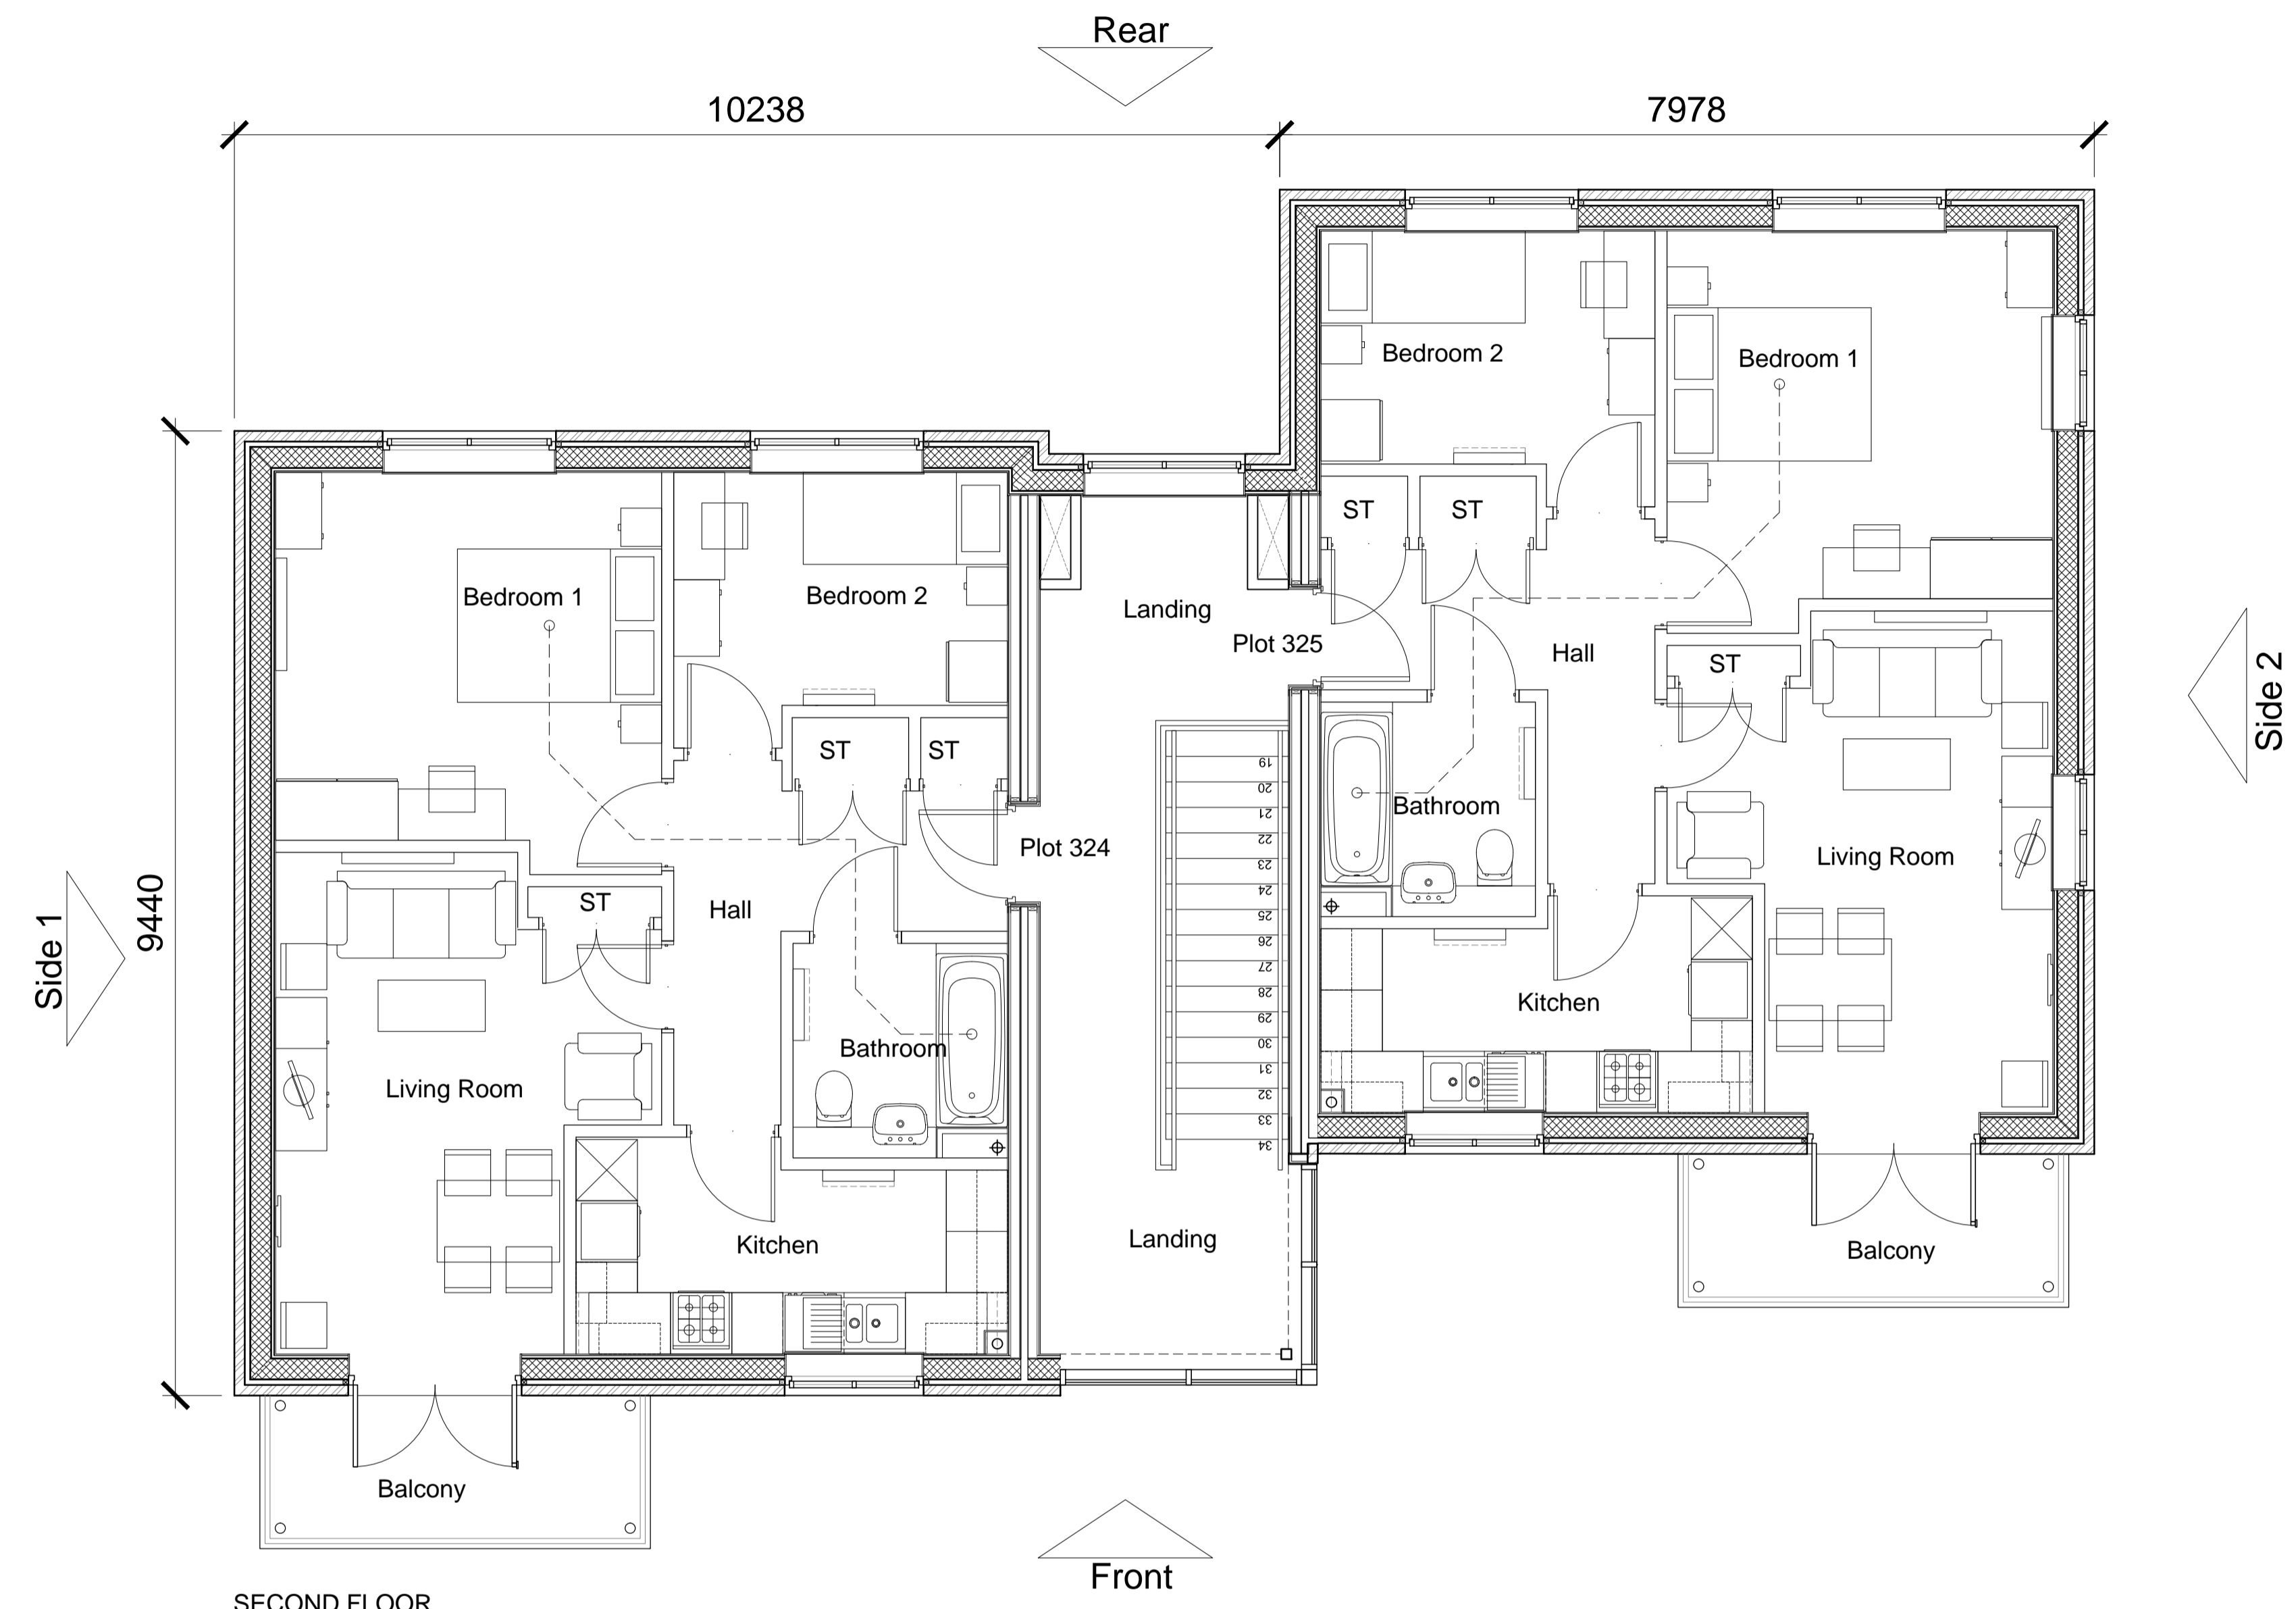 Rear
10238
7978
Bedroom 2
Bedroom 1
ST
ST
Bedroom 1
Bedroom 2
Landing
Plot 325
Hall
ST
Side 2
ST
ST
19
20
21
22
23
24
25
26
27
28
29
30
31
32
33
34
Bathroom
Living Room
Plot 324
Side 1
9440
ST
Hall
Kitchen
Bathroom
Living Room
Kitchen
Landing
Balcony
Balcony
Front
SECOND FLOOR